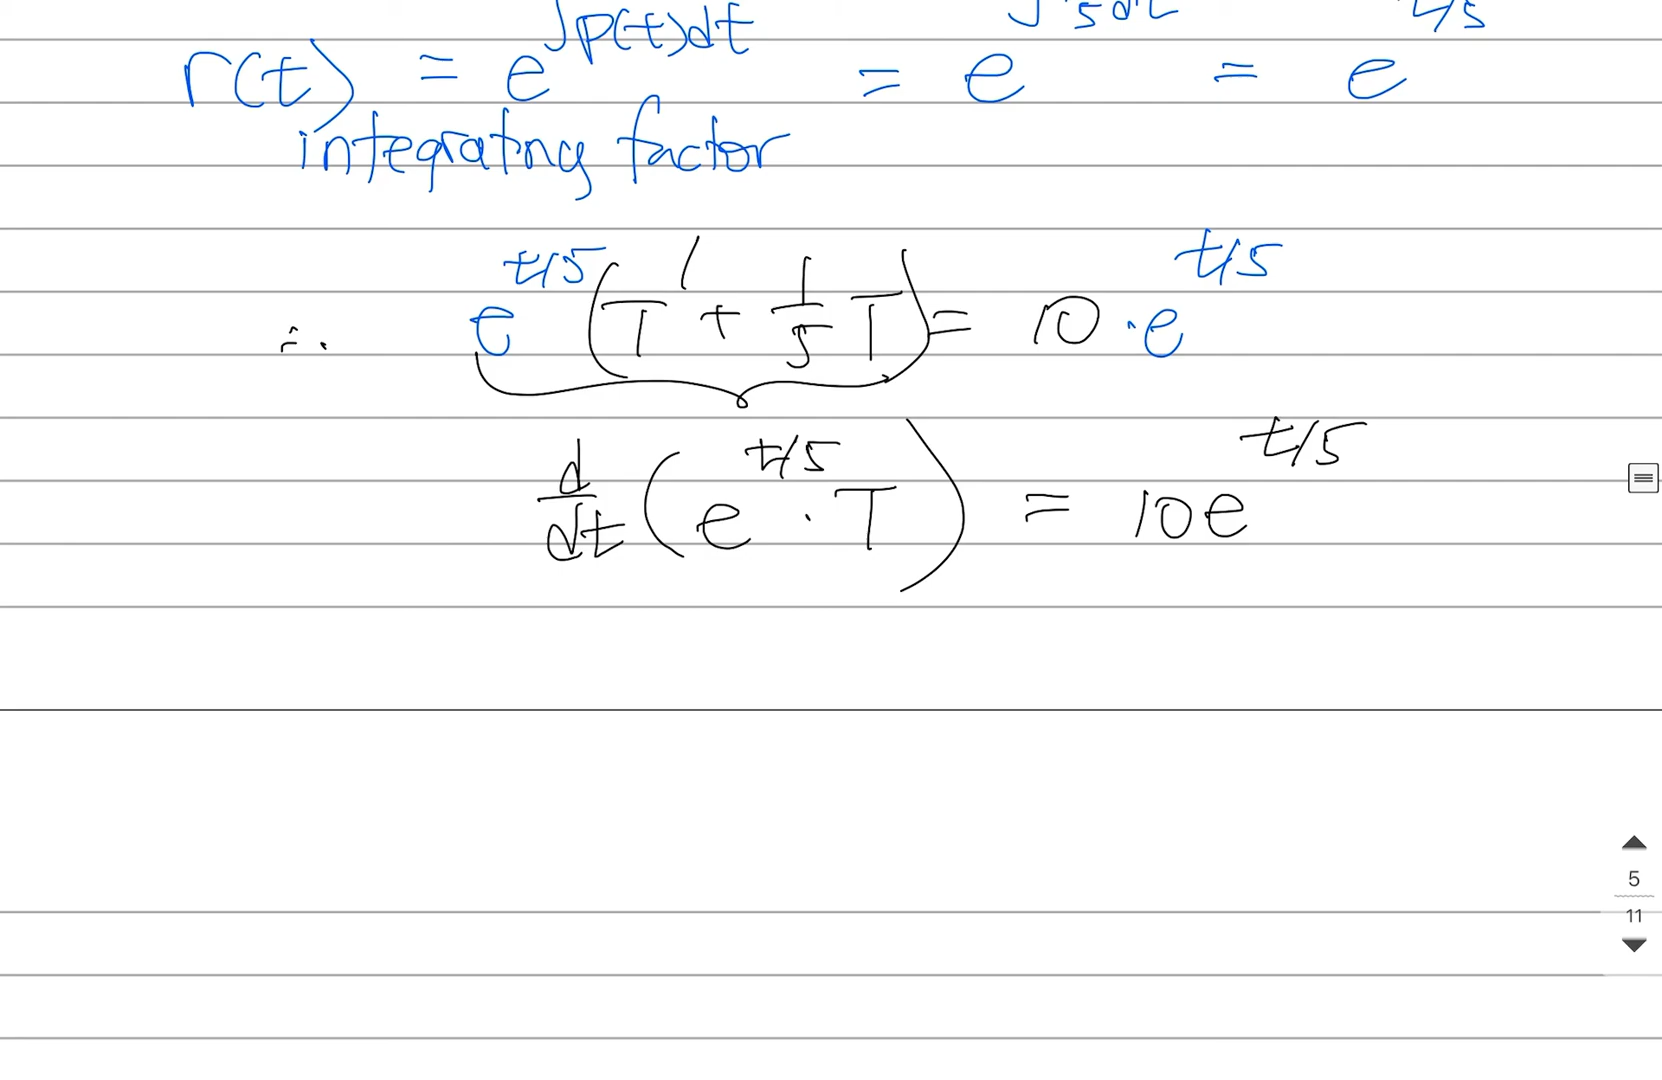 r(t) = e^{∫p(t)dt} = e^{∫ 1/5 dt} = e^{t/5}
integrating factor
∴ e^{t/5} (T' + 1/5 T) = 10 · e^{t/5}
d/dt (e^{t/5} · T) = 10e^{t/5}
5
11